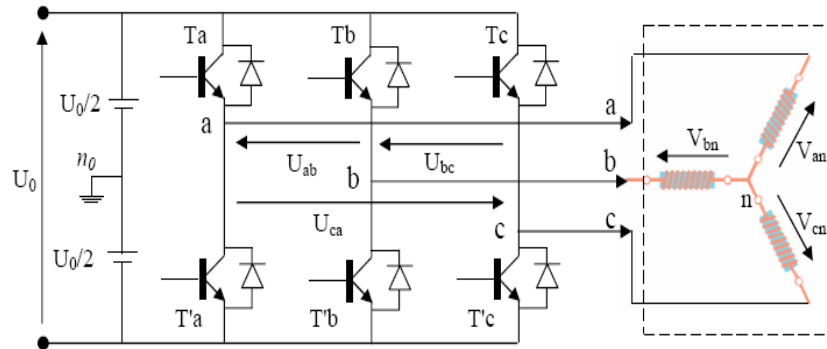 Ta
Tb
Tc
U₀/2
a
a
n₀
U₀
Uab
Ubc
Vbn
Van
b
b
n
Uca
c
c
Vcn
U₀/2
T'a
T'b
T'c